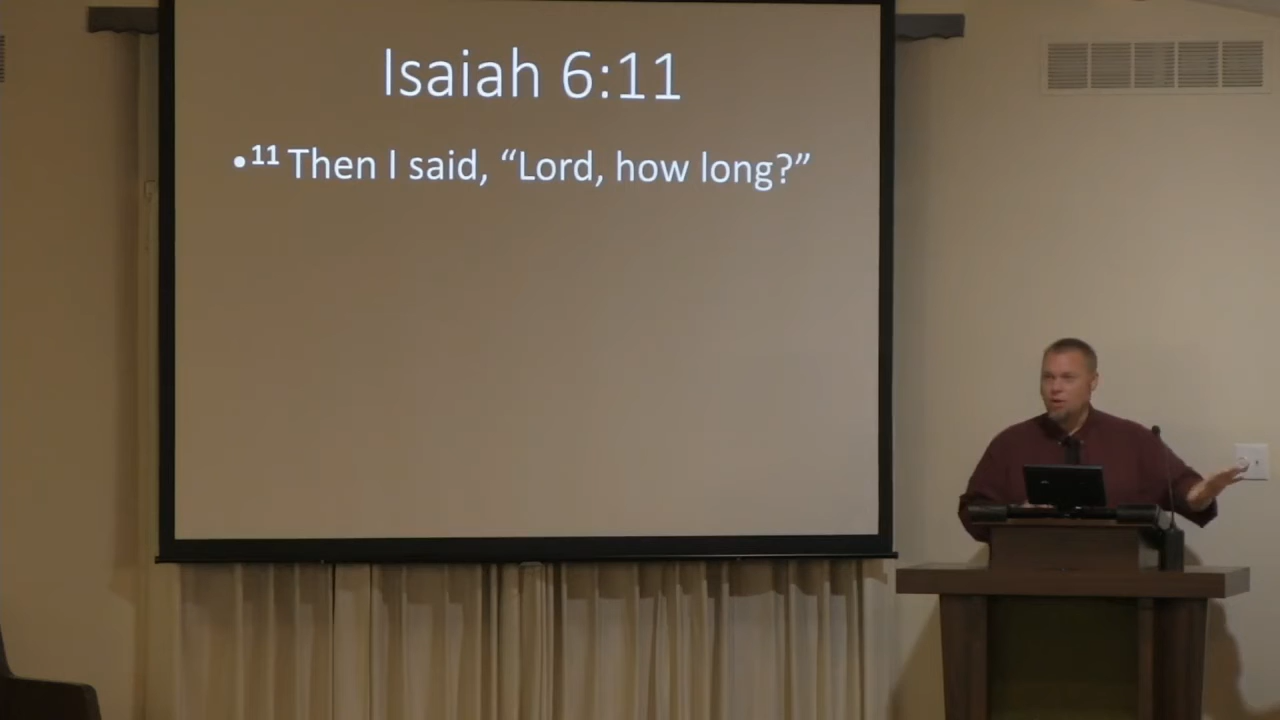 Isaiah 6:11
•11 Then I said, “Lord, how long?”